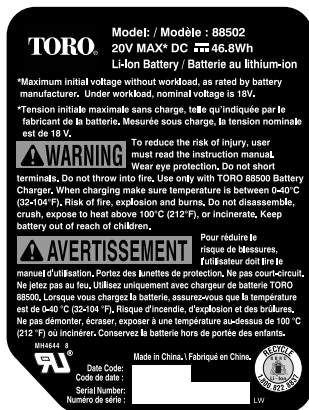 TORO®
Model: / Modèle : 88502
20V MAX* DC 46.8Wh
Li-Ion Battery / Batterie au lithium-ion
*Maximum initial voltage without workload, as rated by battery
manufacturer. Under workload, nominal voltage is 18V.
*Tension initiale maximale sans charge, telle qu'indiquée par le
fabricant de la batterie. Mesurée sous charge, la tension nominale
est de 18 V.
WARNING
To reduce the risk of injury, user
must read the instruction manual.
Wear eye protection. Do not short
terminals. Do not throw into fire. Use only with TORO 88500 Battery
Charger. When charging make sure temperature is between 0-40°C
(32-104°F). Risk of fire, explosion and burns. Do not disassemble,
crush, expose to heat above 100°C (212°F), or incinerate. Keep
battery out of reach of children.
AVERTISSEMENT
Pour réduire le
risque de blessures,
l'utilisateur doit lire le
manuel d'utilisation. Portez des lunettes de protection. Ne pas court-circuit.
Ne jetez pas au feu. Utilisez uniquement avec chargeur de batterie TORO
88500. Lorsque vous chargez la batterie, assurez-vous que la température
est de 0-40 °C (32-104 °F). Risque d'incendie, d'explosion et des brûlures.
Ne pas démonter, écraser, exposer à une température au-dessus de 100 °C
(212 °F) où incinérer. Conservez la batterie hors de portée des enfants.
MH4644 8
Made in China. \ Fabriqué en Chine.
Date Code:
Code de date :
Serial Number:
Numéro de série :
LW
RECYCLE
Li-Ion
1.800.822.8837